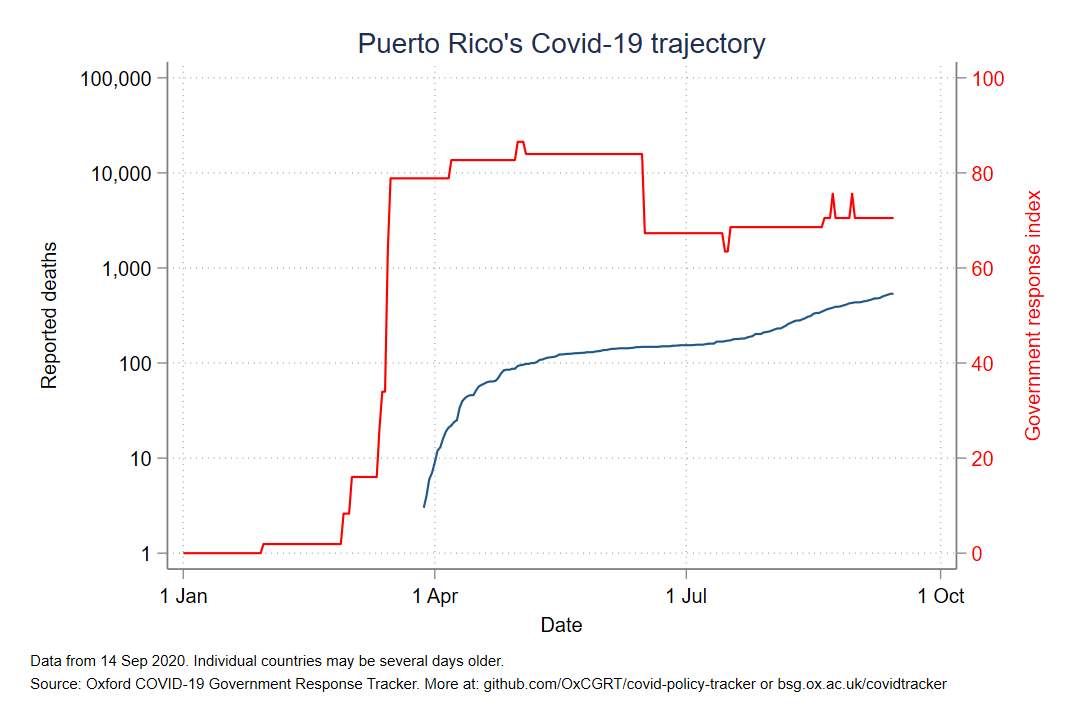 Puerto Rico's Covid-19 trajectory
100,000
10,000
1,000
100
10
1
Reported deaths
100
80
60
40
20
0
Government response index
1 Jan
1 Apr
1 Jul
1 Oct
Date
Data from 14 Sep 2020. Individual countries may be several days older.
Source: Oxford COVID-19 Government Response Tracker. More at: github.com/OxCGRT/covid-policy-tracker or bsg.ox.ac.uk/covidtracker